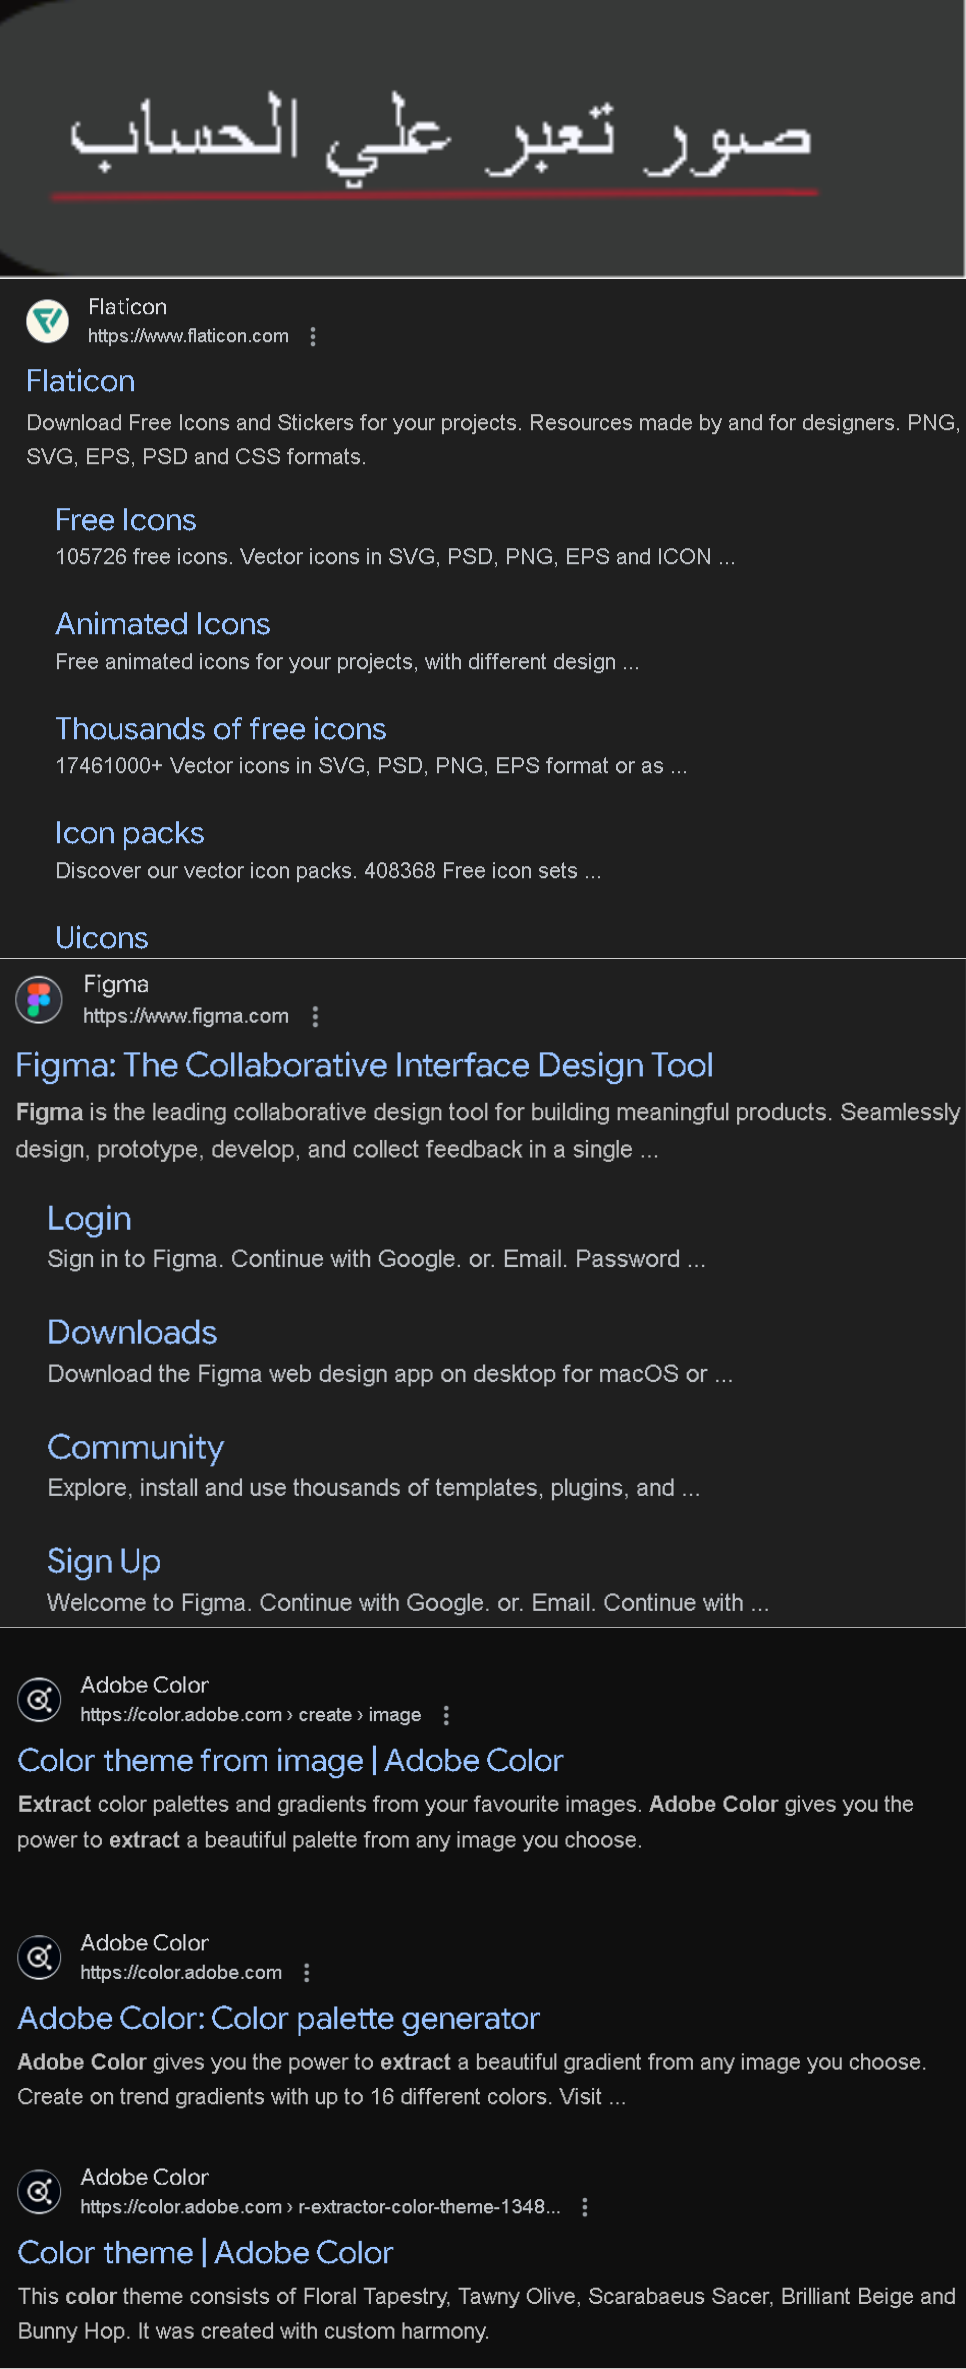 صور تعبر علي الحساب
Flaticon
https://www.flaticon.com
Flaticon
Download Free Icons and Stickers for your projects. Resources made by and for designers. PNG,
SVG, EPS, PSD and CSS formats.
Free Icons
105726 free icons. Vector icons in SVG, PSD, PNG, EPS and ICON ...
Animated Icons
Free animated icons for your projects, with different design ...
Thousands of free icons
17461000+ Vector icons in SVG, PSD, PNG, EPS format or as ...
Icon packs
Discover our vector icon packs. 408368 Free icon sets ...
Uicons
Figma
https://www.figma.com
Figma: The Collaborative Interface Design Tool
Figma is the leading collaborative design tool for building meaningful products. Seamlessly
design, prototype, develop, and collect feedback in a single ...
Login
Sign in to Figma. Continue with Google. or. Email. Password ...
Downloads
Download the Figma web design app on desktop for macOS or ...
Community
Explore, install and use thousands of templates, plugins, and ...
Sign Up
Welcome to Figma. Continue with Google. or. Email. Continue with ...
Adobe Color
https://color.adobe.com › create › image
Color theme from image | Adobe Color
Extract color palettes and gradients from your favourite images. Adobe Color gives you the
power to extract a beautiful palette from any image you choose.
Adobe Color
https://color.adobe.com
Adobe Color: Color palette generator
Adobe Color gives you the power to extract a beautiful gradient from any image you choose.
Create on trend gradients with up to 16 different colors. Visit ...
Adobe Color
https://color.adobe.com › r-extractor-color-theme-1348...
Color theme | Adobe Color
This color theme consists of Floral Tapestry, Tawny Olive, Scarabaeus Sacer, Brilliant Beige and
Bunny Hop. It was created with custom harmony.